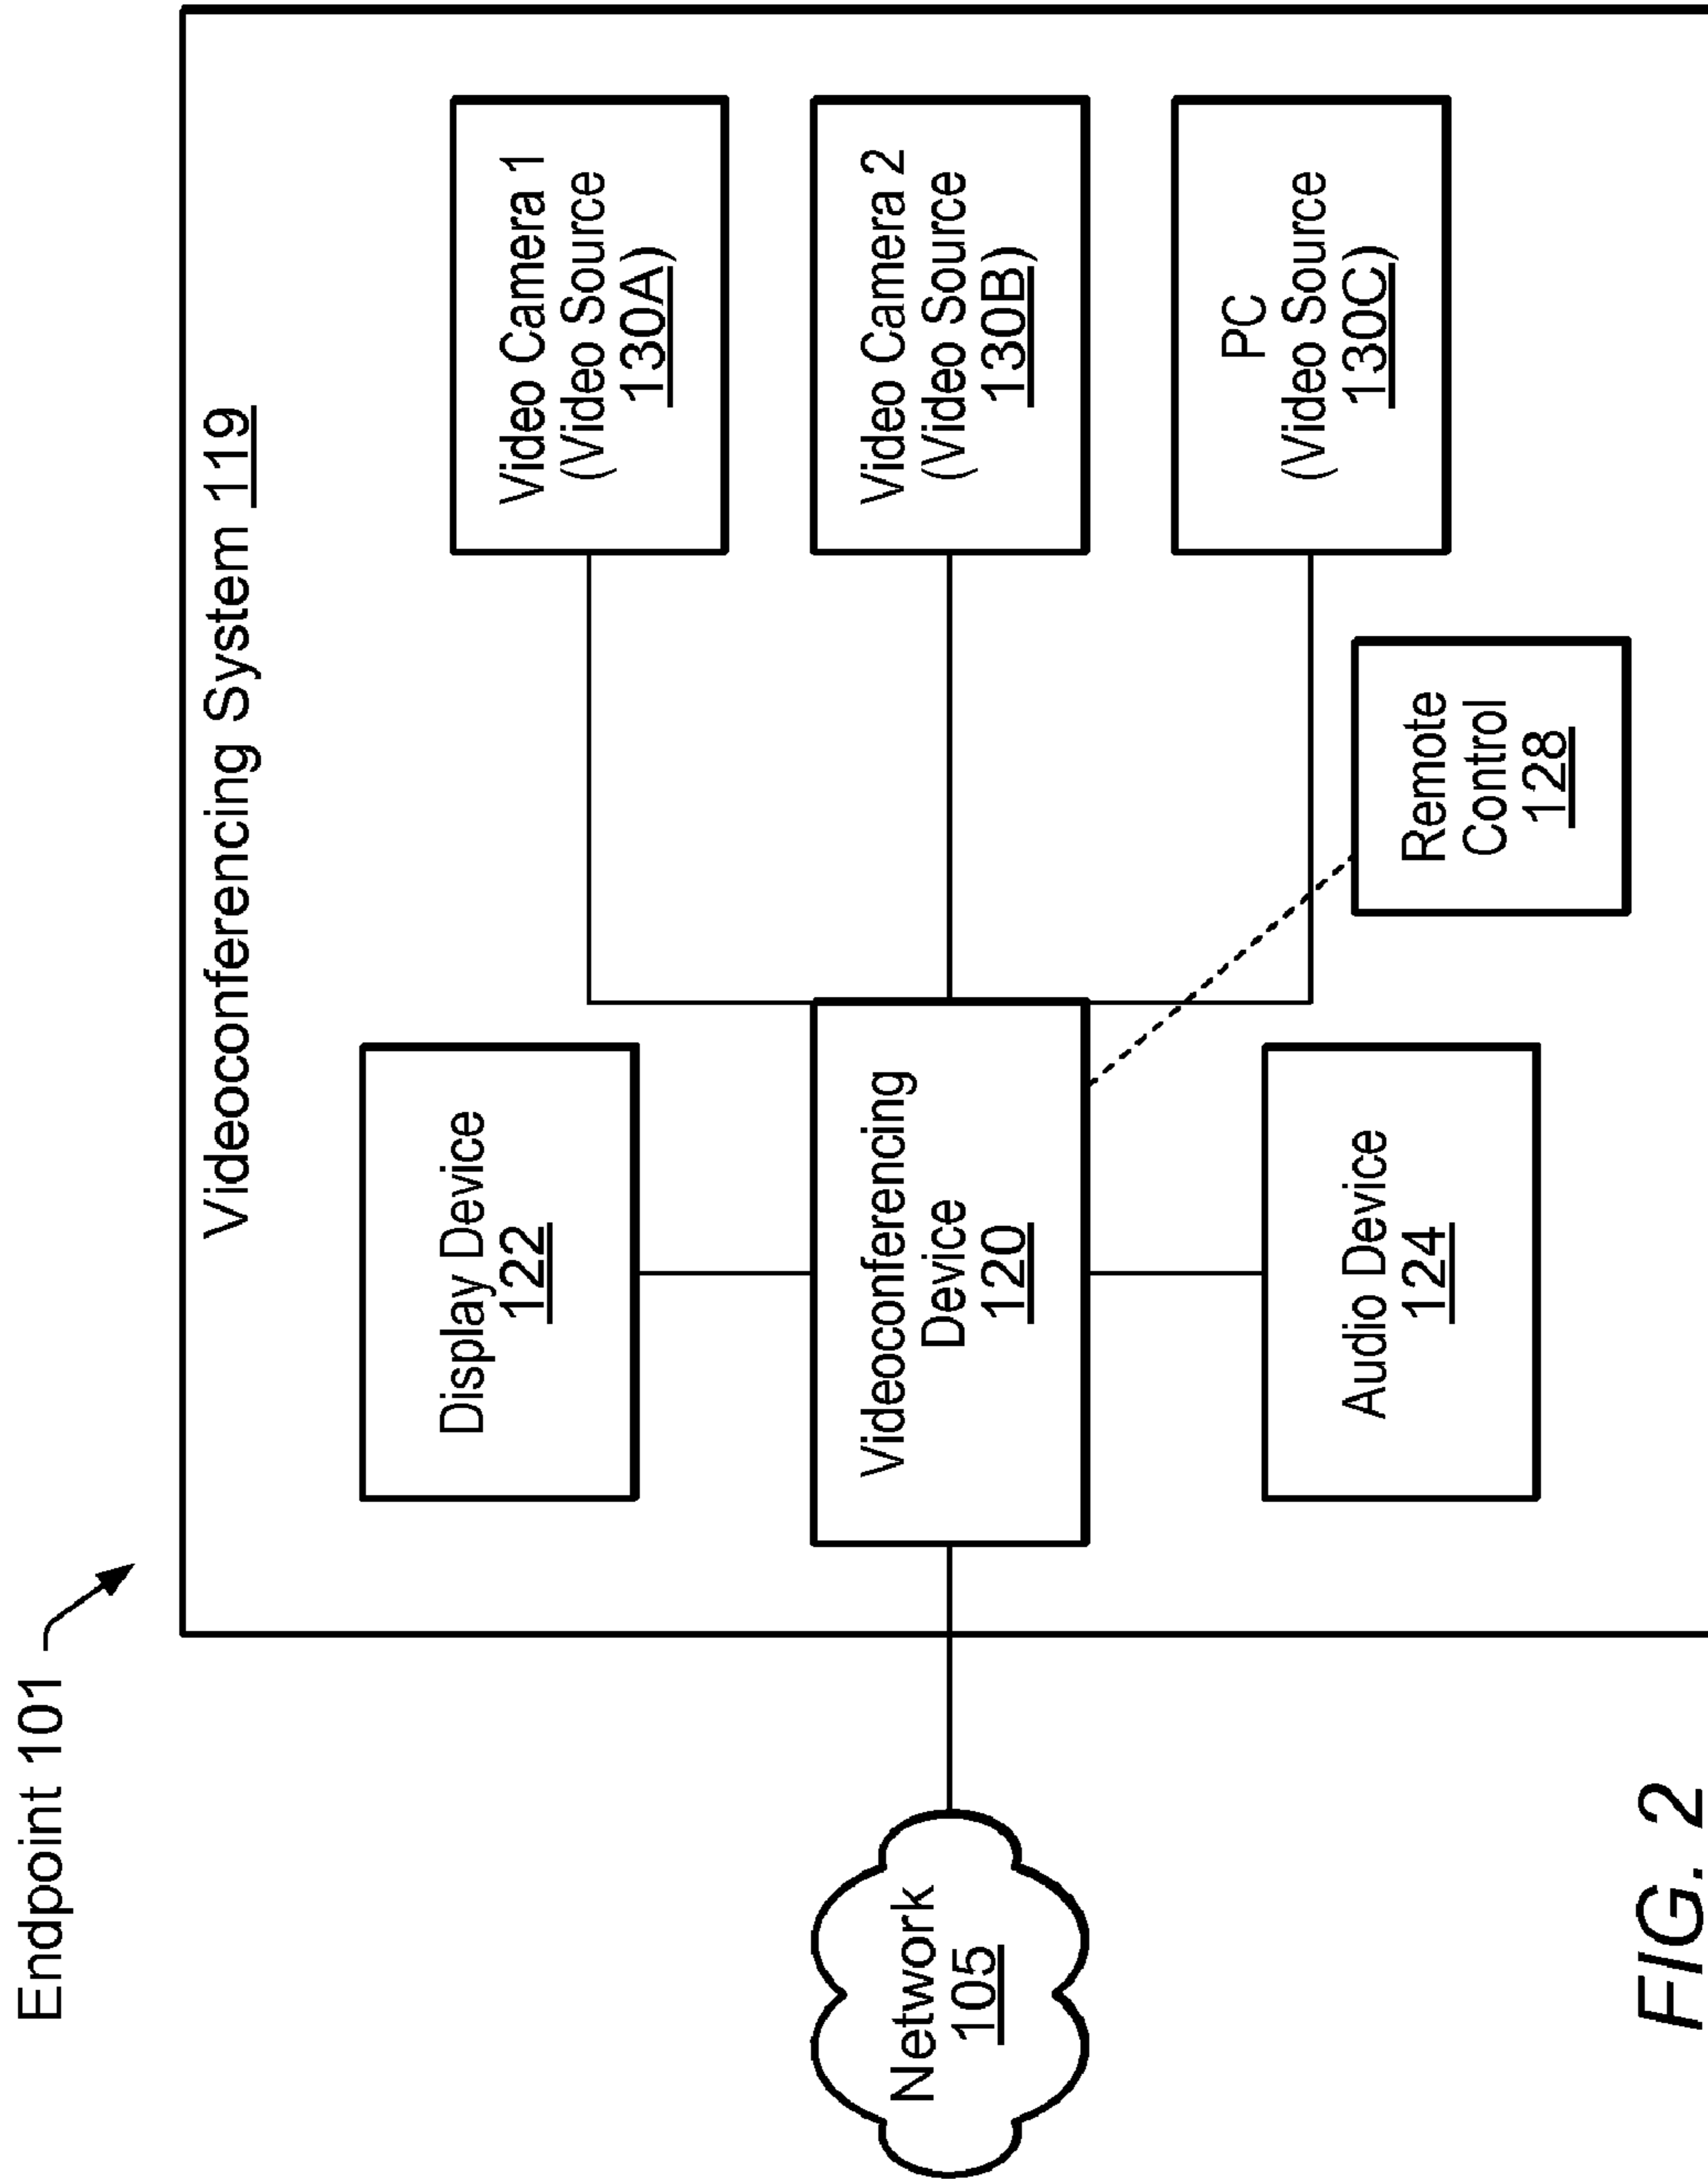 Endpoint 101
Videoconferencing System 119
Display Device
122
Video Camera 1
(Video Source
130A)
Network
105
Videoconferencing
Device
120
Video Camera 2
(Video Source
130B)
Audio Device
124
PC
(Video Source
130C)
Remote
Control
128
FIG. 2